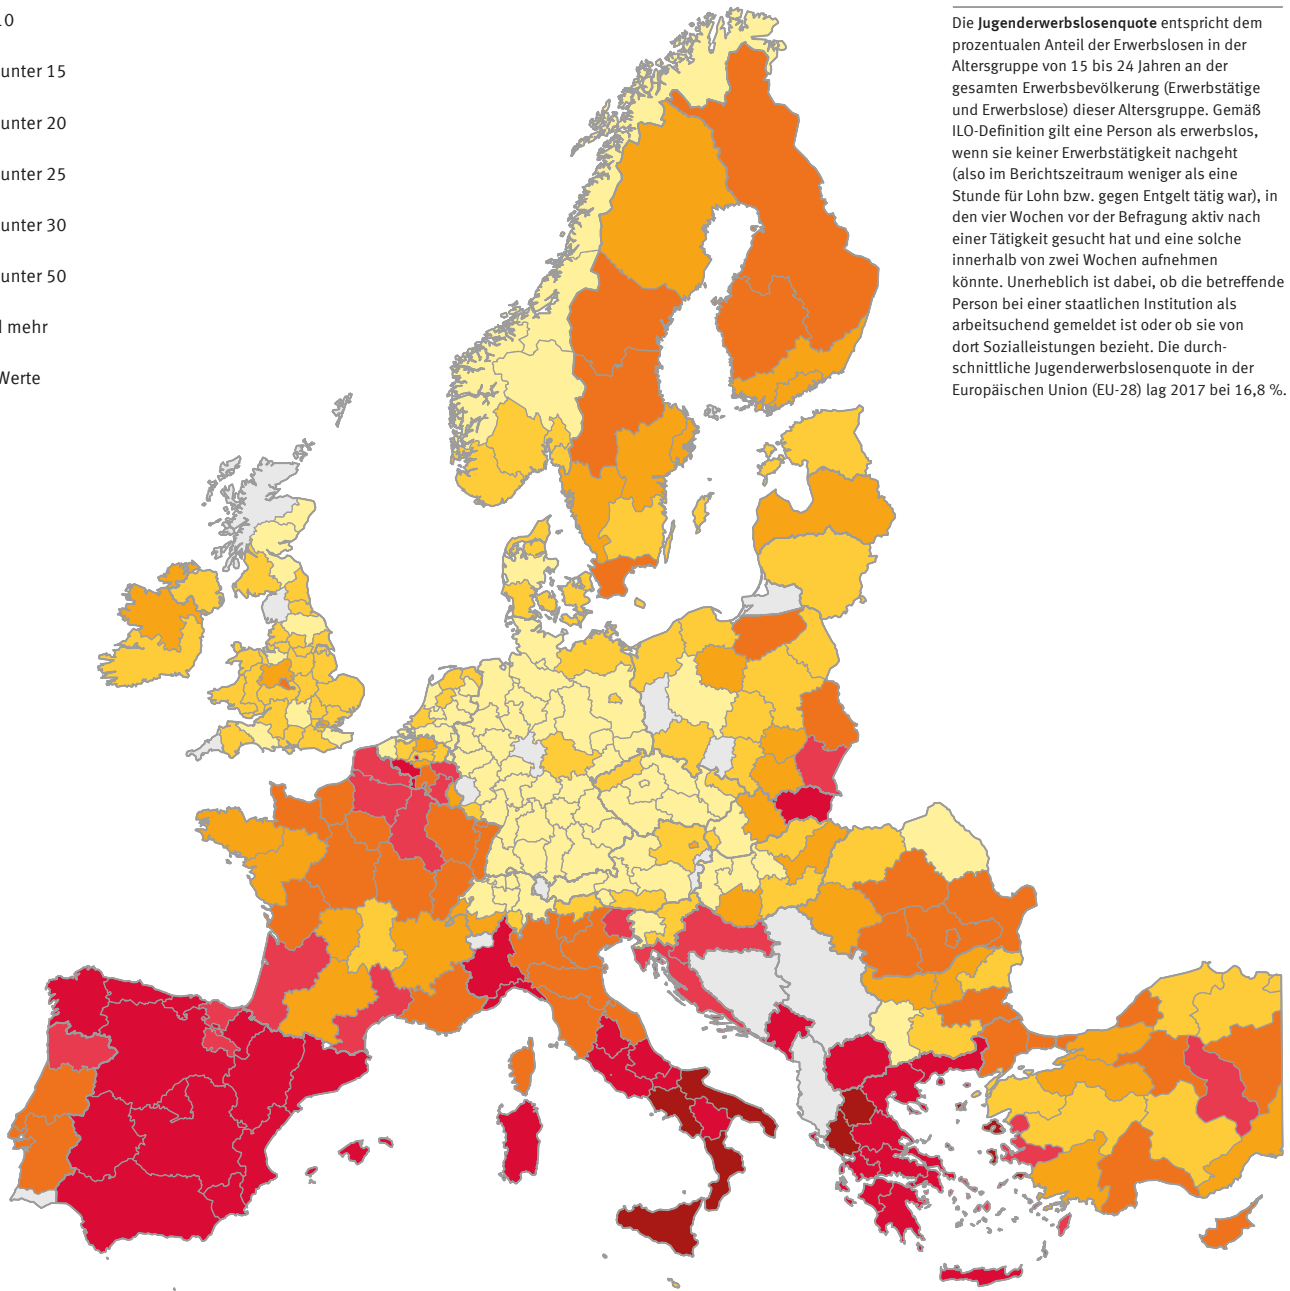 10
unter 15
unter 20
unter 25
unter 30
unter 50
mehr
Werte
Die Jugenderwerbslosenquote entspricht dem
prozentualen Anteil der Erwerbslosen in der
Altersgruppe von 15 bis 24 Jahren an der
gesamten Erwerbsbevölkerung (Erwerbstätige
und Erwerbslose) dieser Altersgruppe. Gemäß
ILO-Definition gilt eine Person als erwerbslos,
wenn sie keiner Erwerbstätigkeit nachgeht
(also im Berichtszeitraum weniger als eine
Stunde für Lohn bzw. gegen Entgelt tätig war), in
den vier Wochen vor der Befragung aktiv nach
einer Tätigkeit gesucht hat und eine solche
innerhalb von zwei Wochen aufnehmen
könnte. Unerheblich ist dabei, ob die betreffende
Person bei einer staatlichen Institution als
arbeitsuchend gemeldet ist oder ob sie von
dort Sozialleistungen bezieht. Die durch-
schnittliche Jugenderwerbslosenquote in der
Europäischen Union (EU-28) lag 2017 bei 16,8 %.